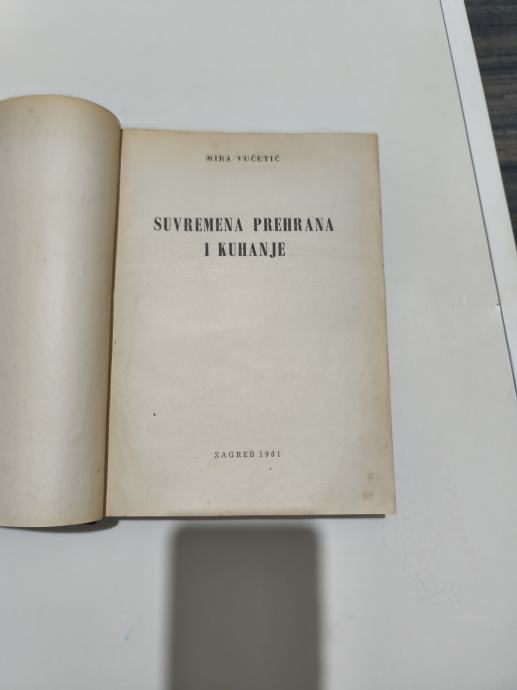 MIRA VUČETIĆ
SUVREMENA PREHRANA
I KUHANJE
ZAGREB 1961